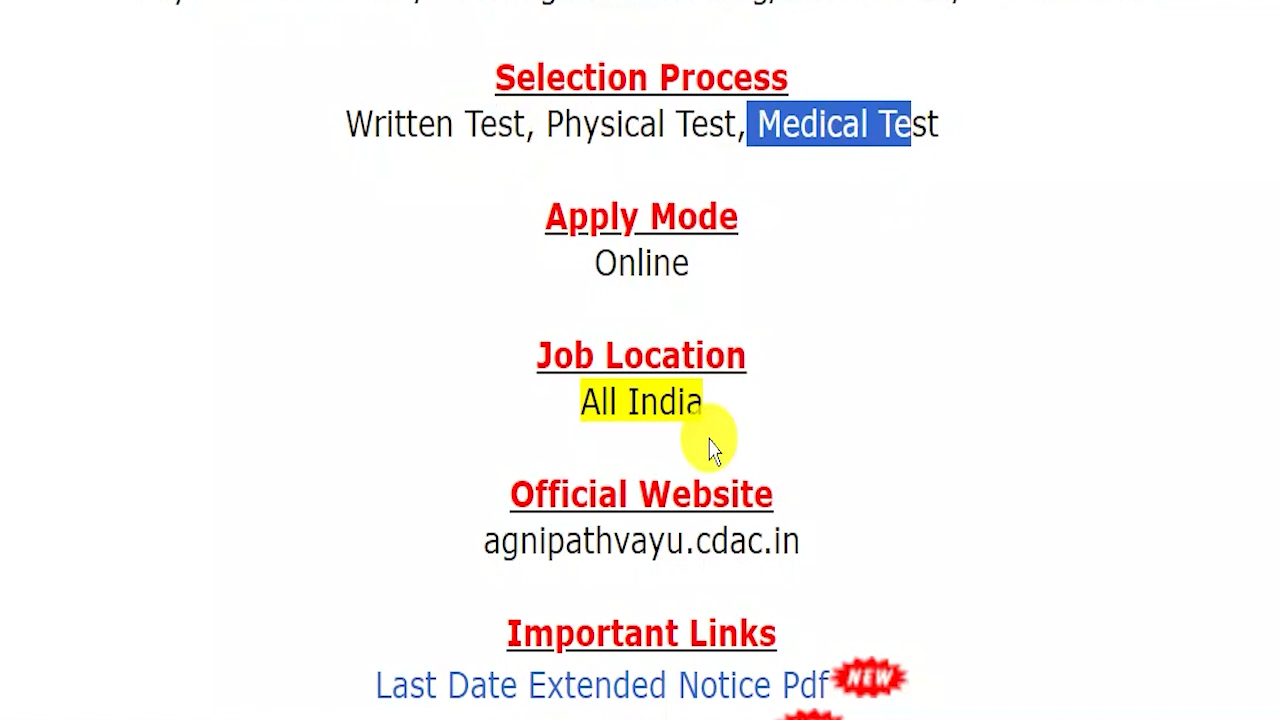 Selection Process
Written Test, Physical Test, Medical Test
Apply Mode
Online
Job Location
All India
Official Website
agnipathvayu.cdac.in
Important Links
Last Date Extended Notice Pdf NEW